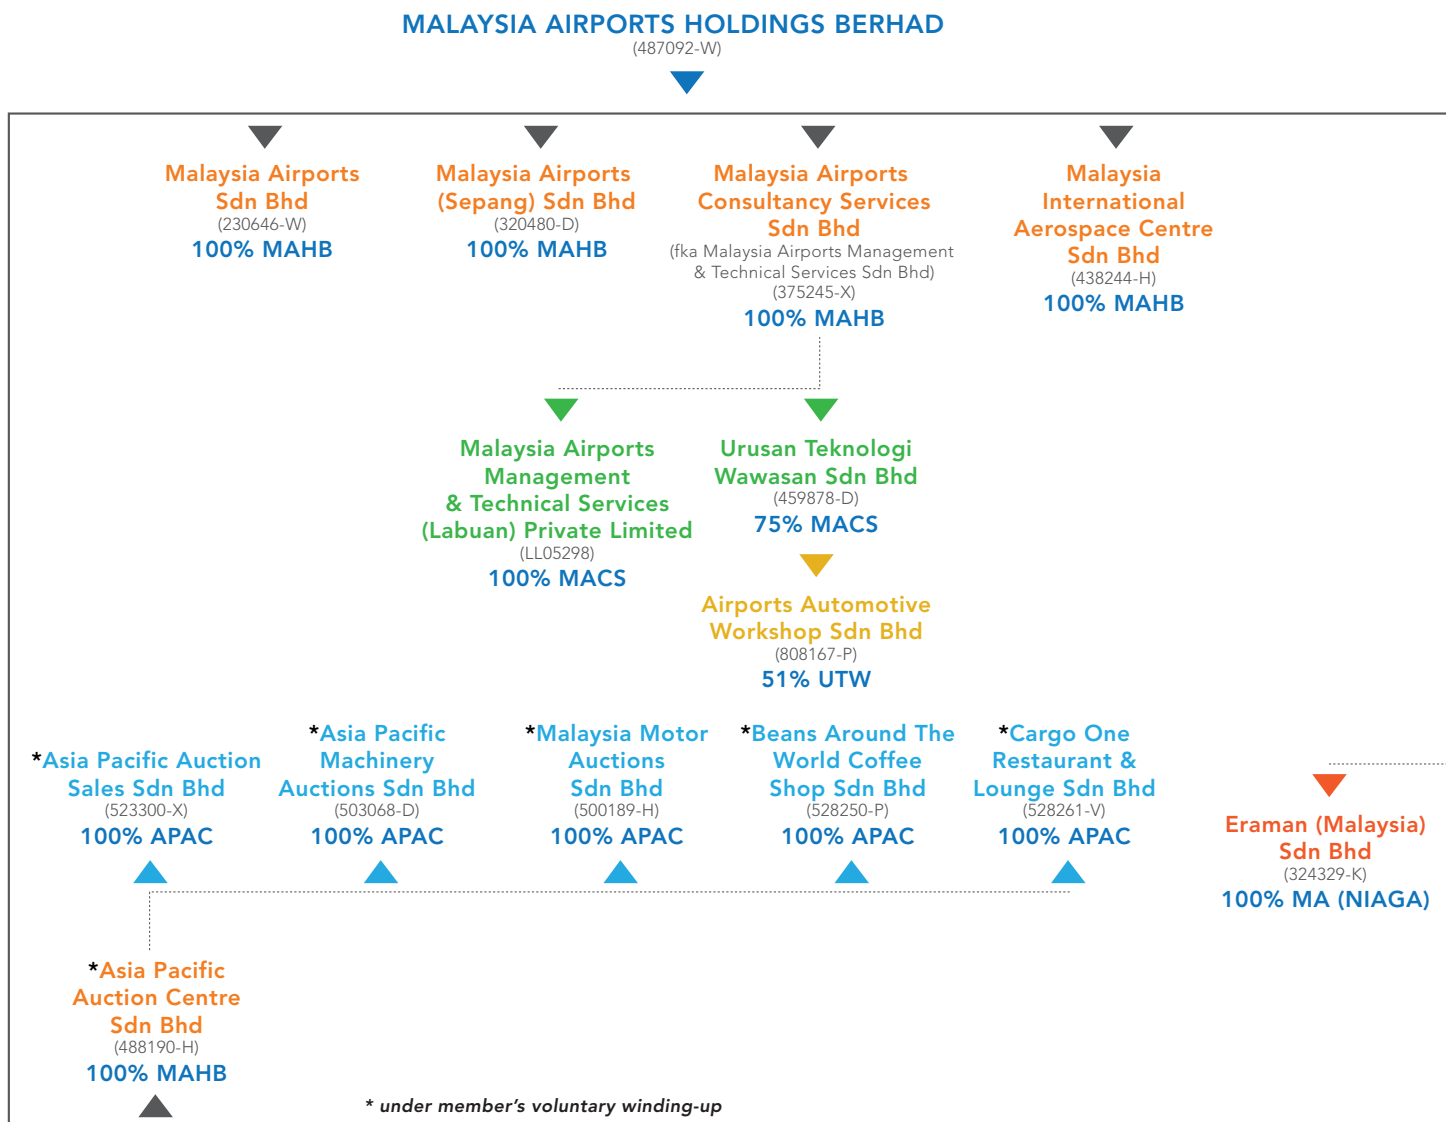 MALAYSIA AIRPORTS HOLDINGS BERHAD
(487092-W)
Malaysia Airports
Sdn Bhd
(230646-W)
100% MAHB
Malaysia Airports
(Sepang) Sdn Bhd
(320480-D)
100% MAHB
Malaysia Airports
Consultancy Services
Sdn Bhd
(fka Malaysia Airports Management
& Technical Services Sdn Bhd)
(375245-X)
100% MAHB
Malaysia
International
Aerospace Centre
Sdn Bhd
(438244-H)
100% MAHB
Malaysia Airports
Management
& Technical Services
(Labuan) Private Limited
(LL05298)
100% MACS
Urusan Teknologi
Wawasan Sdn Bhd
(459878-D)
75% MACS
Airports Automotive
Workshop Sdn Bhd
(808167-P)
51% UTW
*Asia Pacific Auction
Sales Sdn Bhd
(523300-X)
100% APAC
*Asia Pacific
Machinery
Auctions Sdn Bhd
(503068-D)
100% APAC
*Malaysia Motor
Auctions
Sdn Bhd
(500189-H)
100% APAC
*Beans Around The
World Coffee
Shop Sdn Bhd
(528250-P)
100% APAC
*Cargo One
Restaurant &
Lounge Sdn Bhd
(528261-V)
100% APAC
Eraman (Malaysia)
Sdn Bhd
(324329-K)
100% MA (NIAGA)
*Asia Pacific
Auction Centre
Sdn Bhd
(488190-H)
100% MAHB
* under member's voluntary winding-up